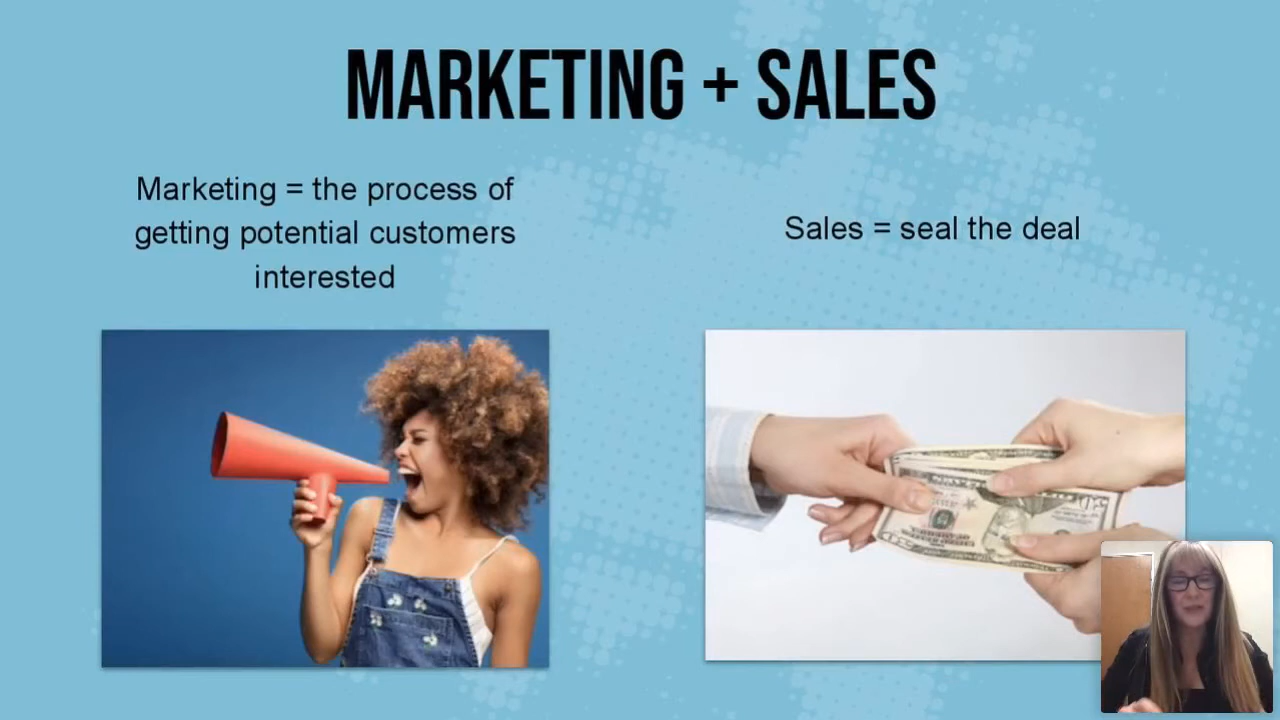 MARKETING + SALES
Marketing = the process of
getting potential customers
interested
Sales = seal the deal